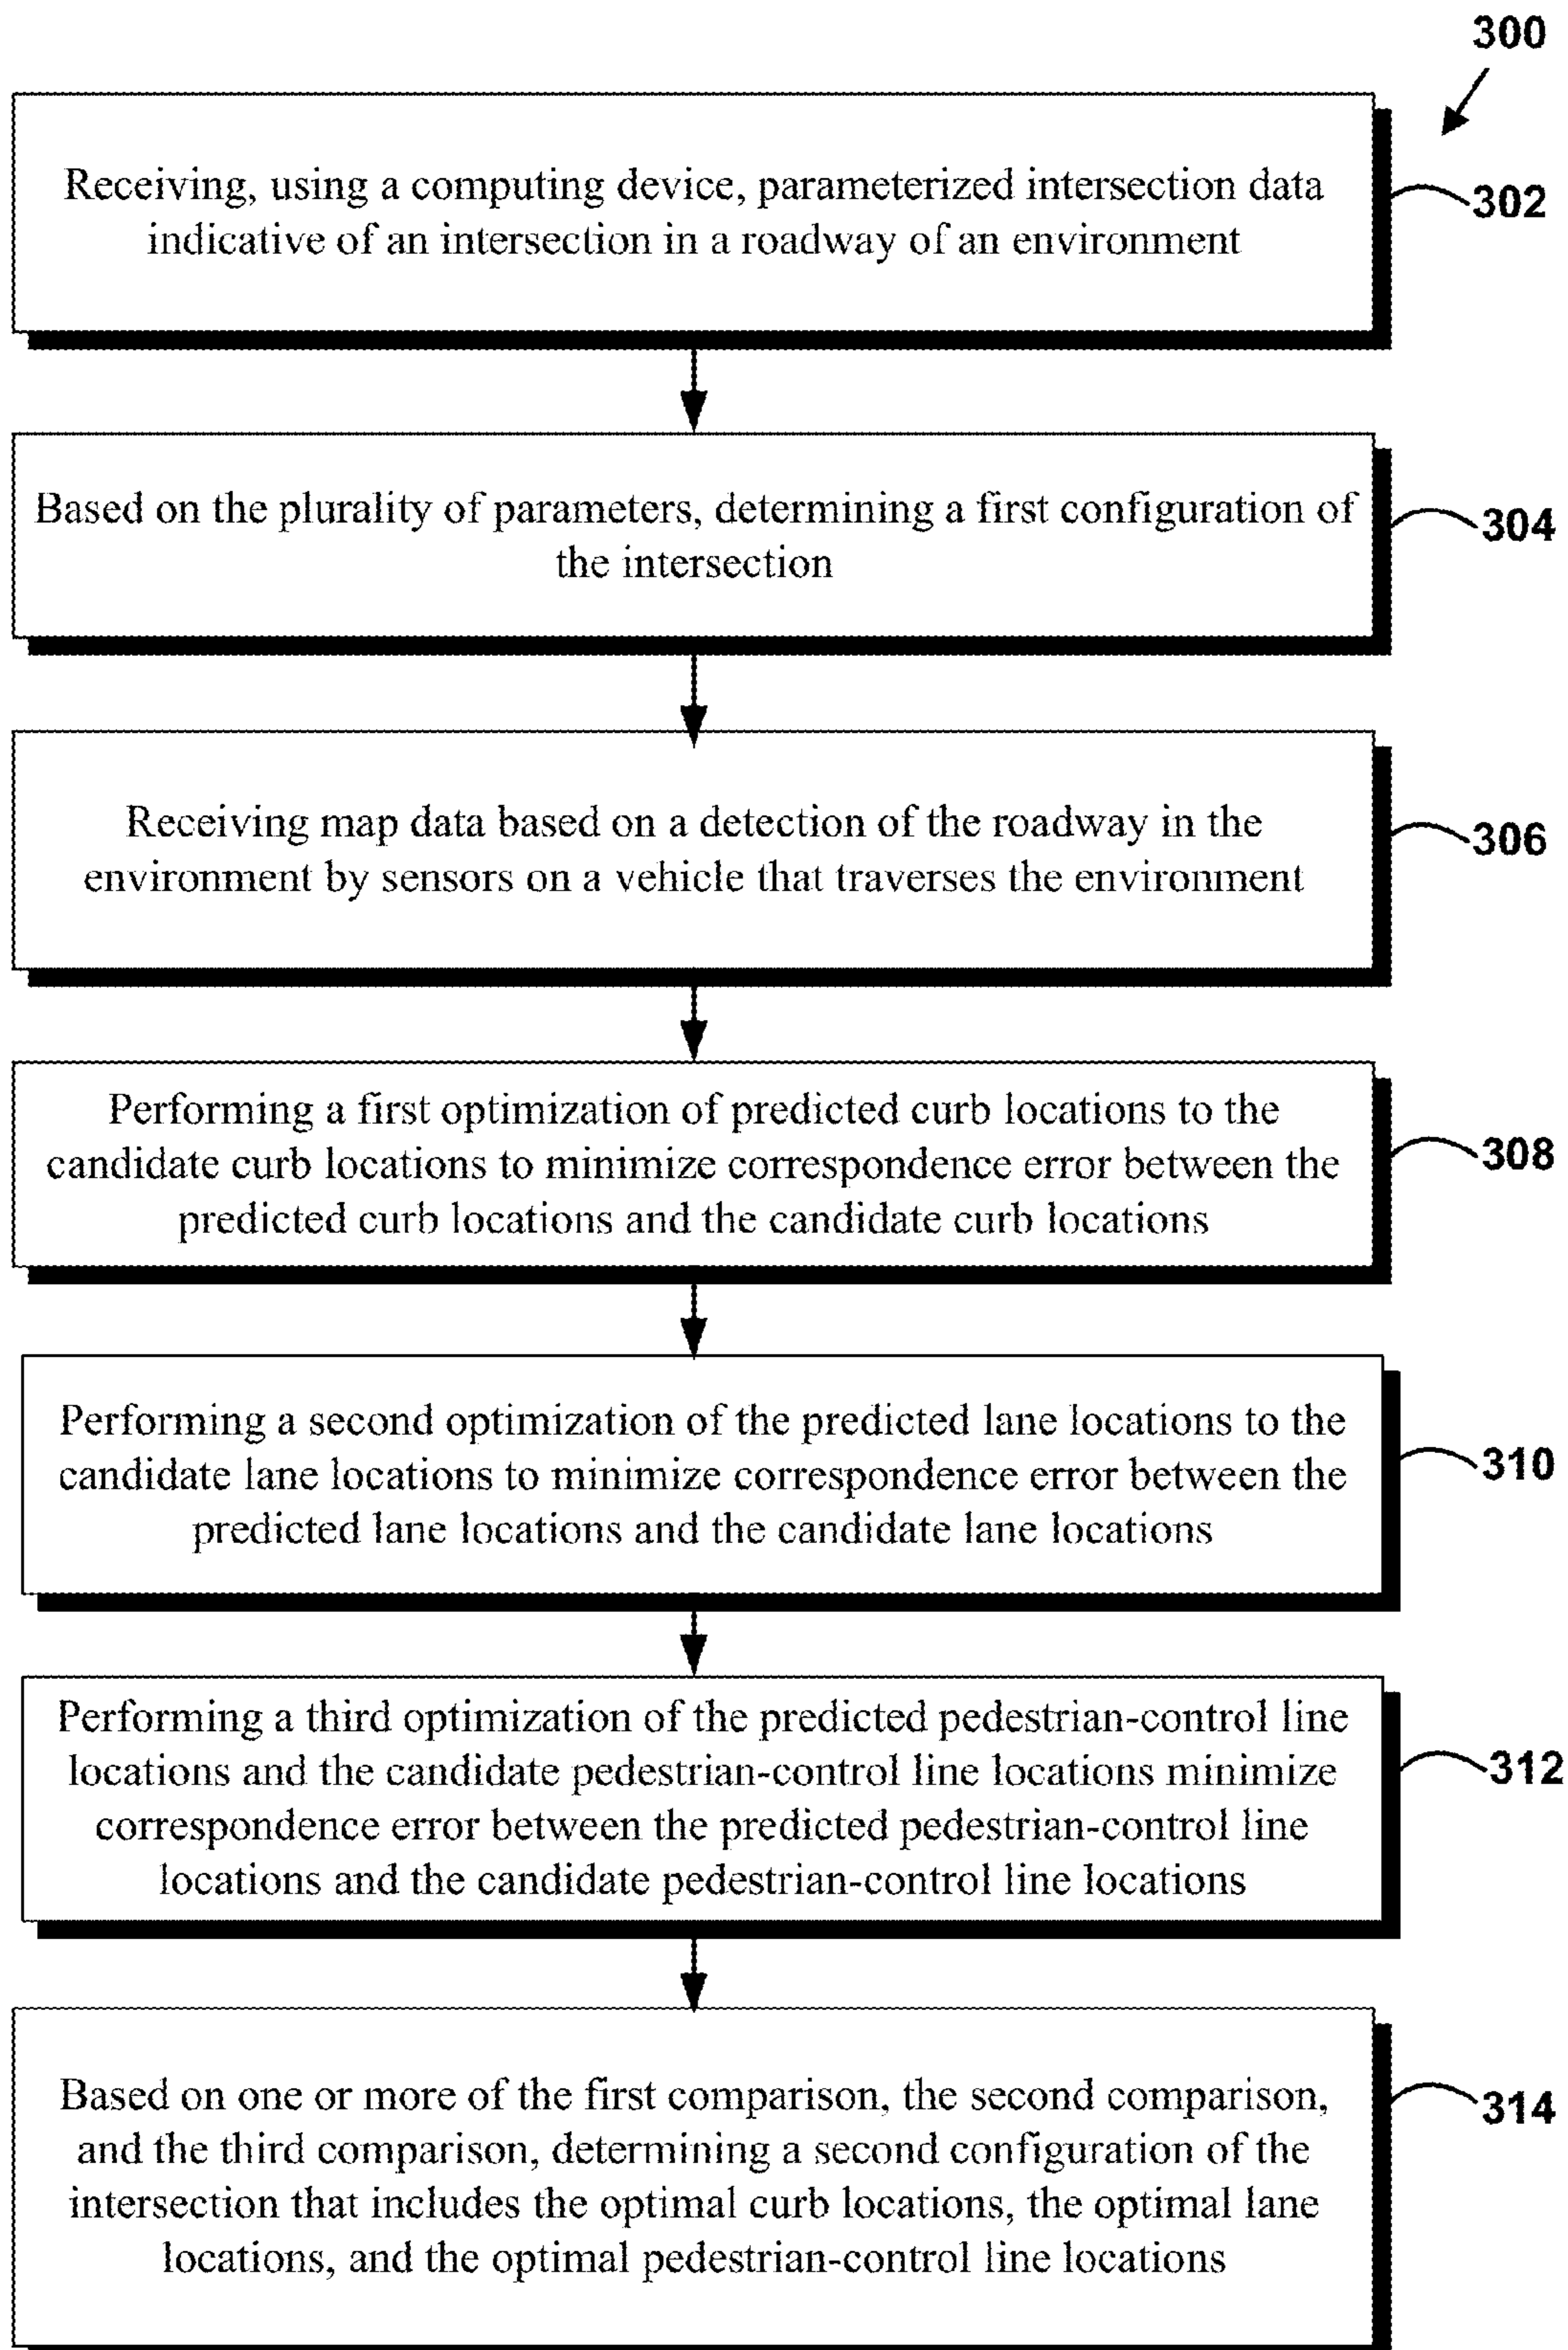 300
Receiving, using a computing device, parameterized intersection data
indicative of an intersection in a roadway of an environment
302
Based on the plurality of parameters, determining a first configuration of
the intersection
304
Receiving map data based on a detection of the roadway in the
environment by sensors on a vehicle that traverses the environment
306
Performing a first optimization of predicted curb locations to the
candidate curb locations to minimize correspondence error between the
predicted curb locations and the candidate curb locations
308
Performing a second optimization of the predicted lane locations to the
candidate lane locations to minimize correspondence error between the
predicted lane locations and the candidate lane locations
310
Performing a third optimization of the predicted pedestrian-control line
locations and the candidate pedestrian-control line locations minimize
correspondence error between the predicted pedestrian-control line
locations and the candidate pedestrian-control line locations
312
Based on one or more of the first comparison, the second comparison,
and the third comparison, determining a second configuration of the
intersection that includes the optimal curb locations, the optimal lane
locations, and the optimal pedestrian-control line locations
314